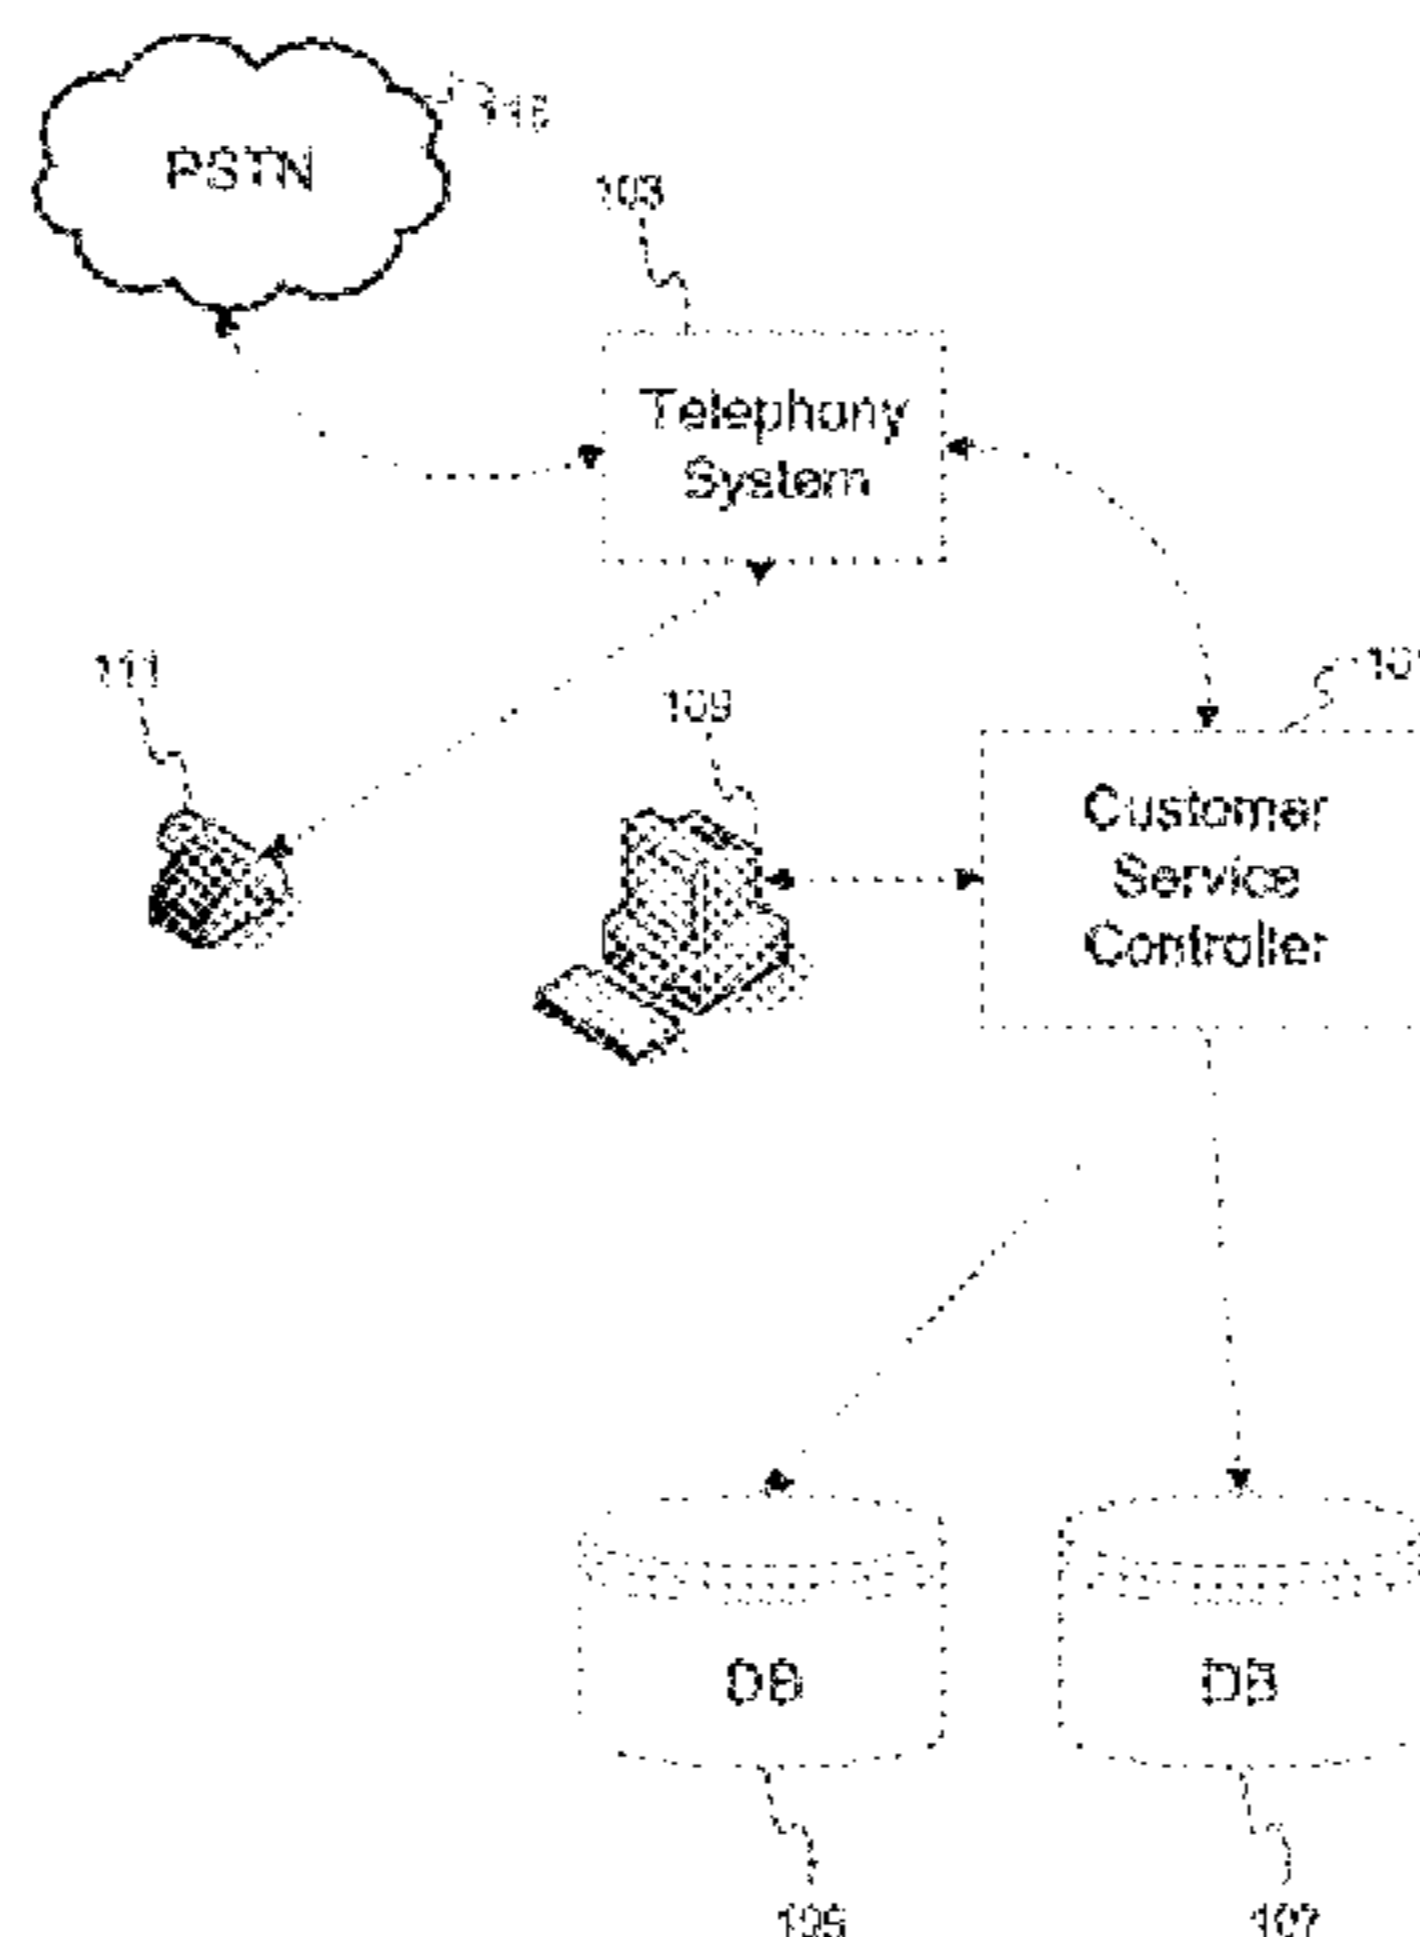 PSTN
103
Telephony
System
111
109
Customer
Service
Controller
DB
DB
105
107